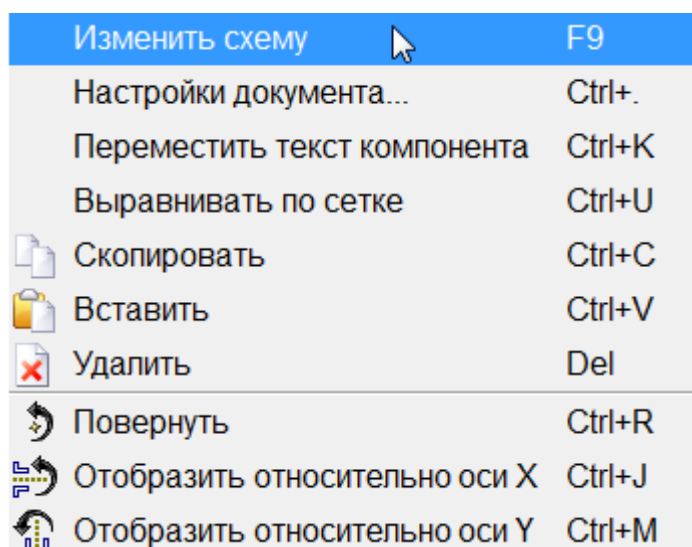 Изменить схему F9
Настройки документа... Ctrl+.
Переместить текст компонента Ctrl+K
Выравнивать по сетке Ctrl+U
Скопировать Ctrl+C
Вставить Ctrl+V
Удалить Del
Повернуть Ctrl+R
Отобразить относительно оси X Ctrl+J
Отобразить относительно оси Y Ctrl+M